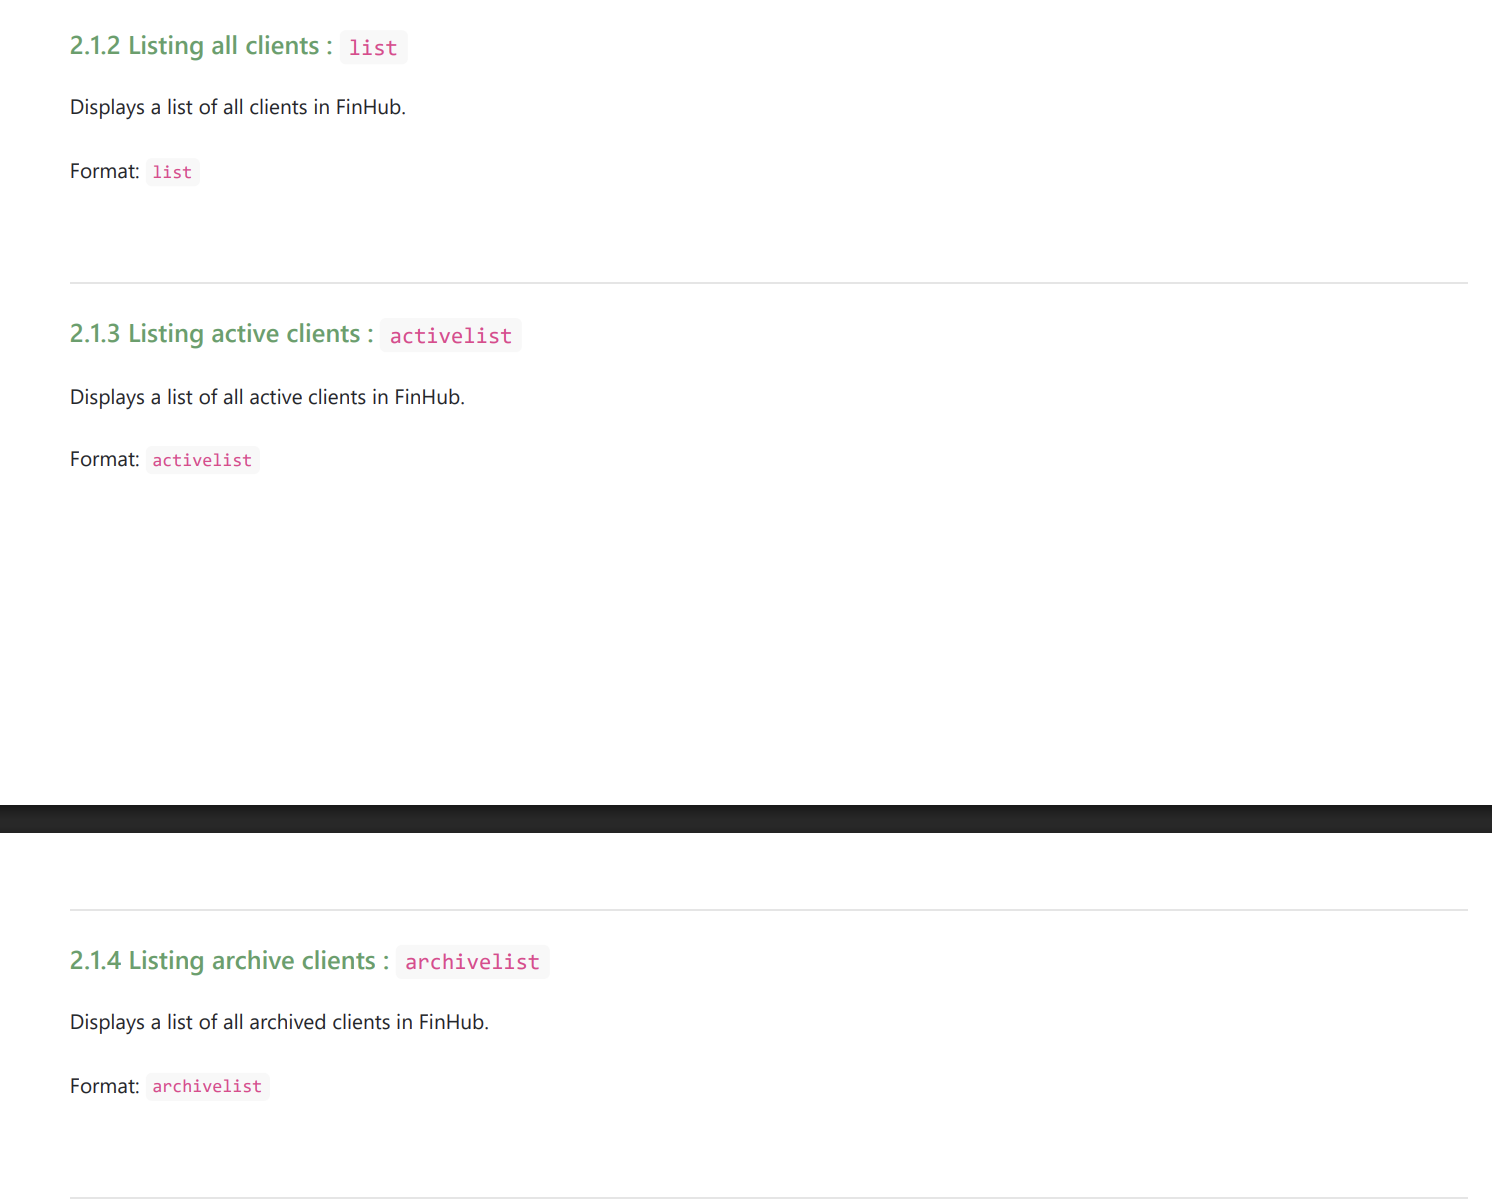 2.1.2 Listing all clients : list
Displays a list of all clients in FinHub.
Format: list
2.1.3 Listing active clients : activelist
Displays a list of all active clients in FinHub.
Format: activelist
2.1.4 Listing archive clients : archivelist
Displays a list of all archived clients in FinHub.
Format: archivelist